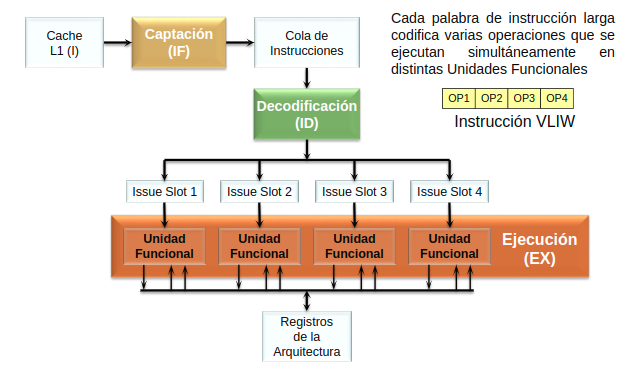 Cache
L1 (I)
Captación
(IF)
Cola de
Instrucciones
Cada palabra de instrucción larga
codifica varias operaciones que se
ejecutan simultáneamente en
distintas Unidades Funcionales
OP1 OP2 OP3 OP4
Instrucción VLIW
Decodificación
(ID)
Issue Slot 1 Issue Slot 2 Issue Slot 3 Issue Slot 4
Unidad
Funcional
Unidad
Funcional
Unidad
Funcional
Unidad
Funcional
Ejecución
(EX)
Registros
de la
Arquitectura